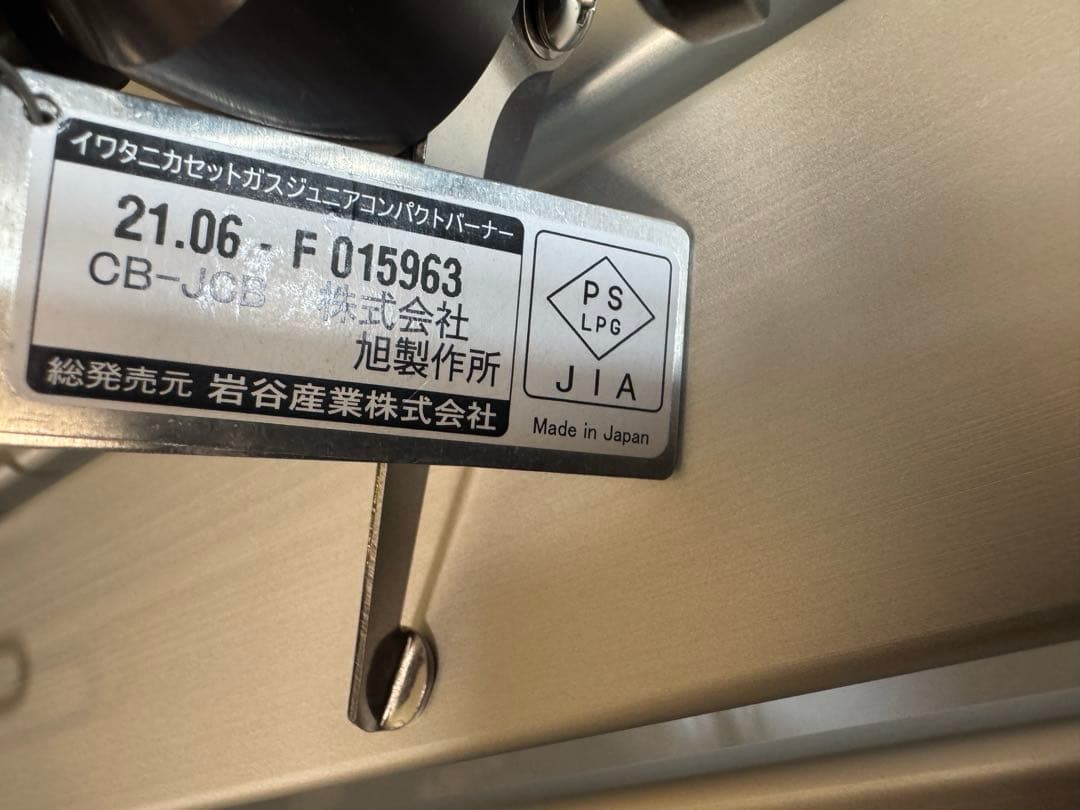 イワタニカセットガスジュニアコンパクトバーナー
21.06 - F 015963
CB-JCB 株式会社
旭製作所
総発売元 岩谷産業株式会社
PS
LPG
JIA
Made in Japan